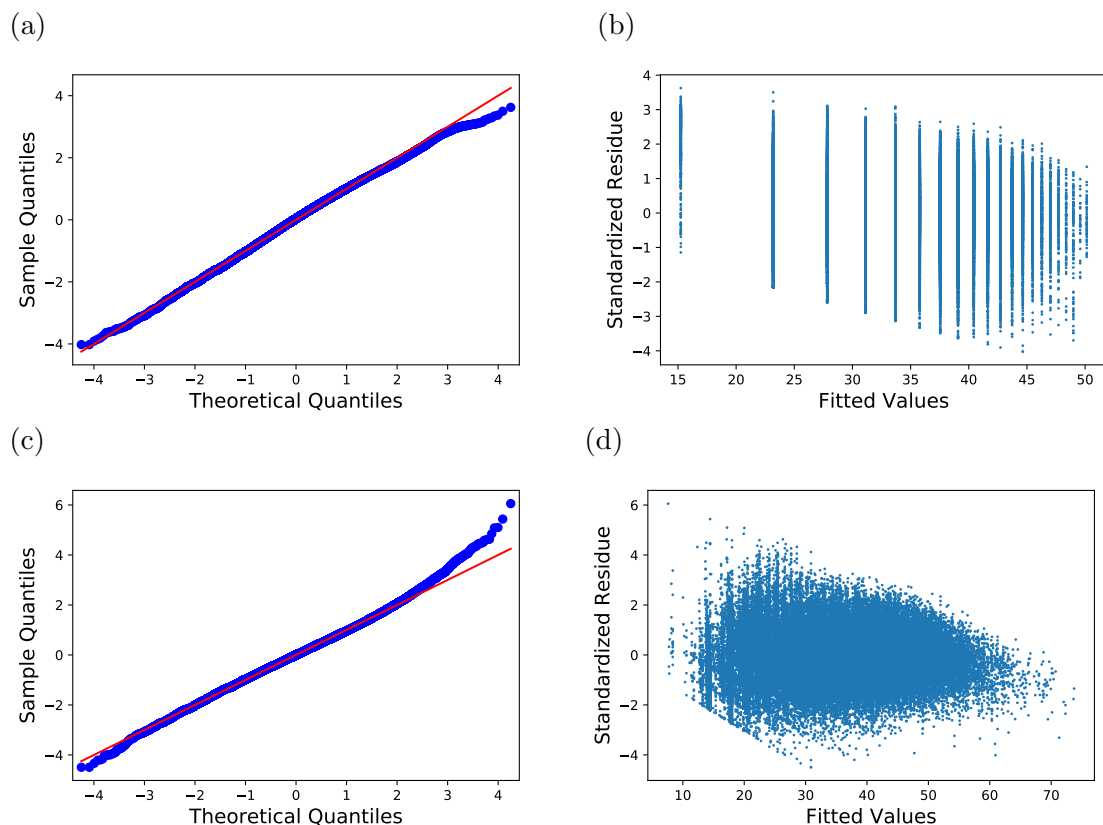 (a)
(b)
4
2
0
−2
−4
Sample Quantiles
−4 −3 −2 −1 0 1 2 3 4
Theoretical Quantiles
4
3
2
1
0
−1
−2
−3
−4
Standardized Residue
15 20 25 30 35 40 45 50
Fitted Values
(c)
(d)
6
4
2
0
−2
−4
Sample Quantiles
−4 −3 −2 −1 0 1 2 3 4
Theoretical Quantiles
6
4
2
0
−2
−4
Standardized Residue
10 20 30 40 50 60 70
Fitted Values